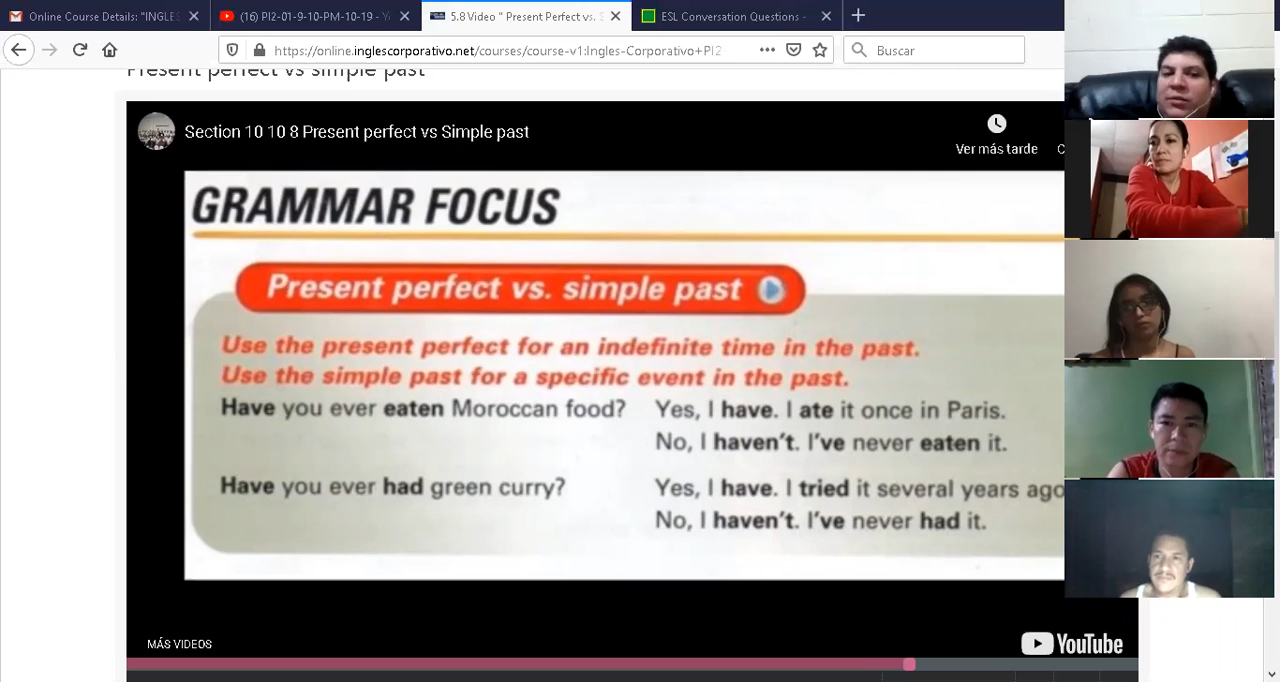 Online Course Details: "INGLES
(16) PI2-01-9-10-PM-10-19 - Y
5.8 Video " Present Perfect vs. S
ESL Conversation Questions -
https://online.inglescorporativo.net/courses/course-v1:Ingles-Corporativo+PI2
Buscar
Present perfect vs simple past
Section 10 10 8 Present perfect vs Simple past
Ver más tarde
C
GRAMMAR FOCUS
Present perfect vs. simple past
Use the present perfect for an indefinite time in the past.
Use the simple past for a specific event in the past.
Have you ever eaten Moroccan food? Yes, I have. I ate it once in Paris.
No, I haven't. I've never eaten it.
Have you ever had green curry? Yes, I have. I tried it several years ago
No, I haven't. I've never had it.
MÁS VIDEOS
YouTube